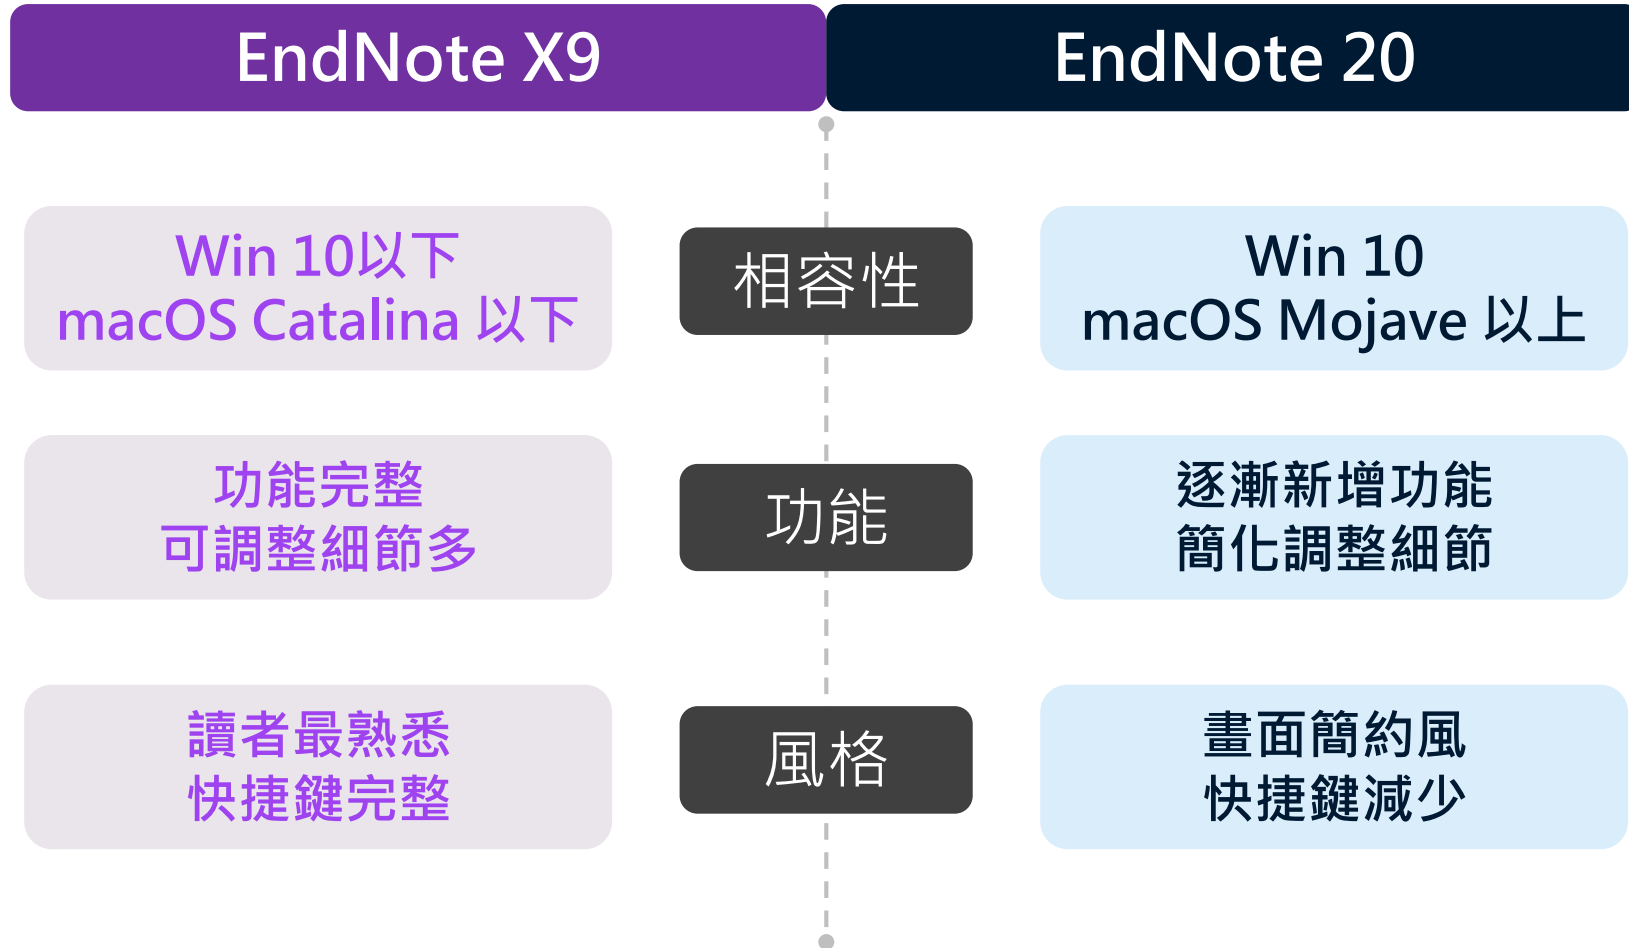 EndNote X9
EndNote 20
Win 10以下
macOS Catalina 以下
相容性
Win 10
macOS Mojave 以上
功能完整
可調整細節多
功能
逐漸新增功能
簡化調整細節
讀者最熟悉
快捷鍵完整
風格
畫面簡約風
快捷鍵減少